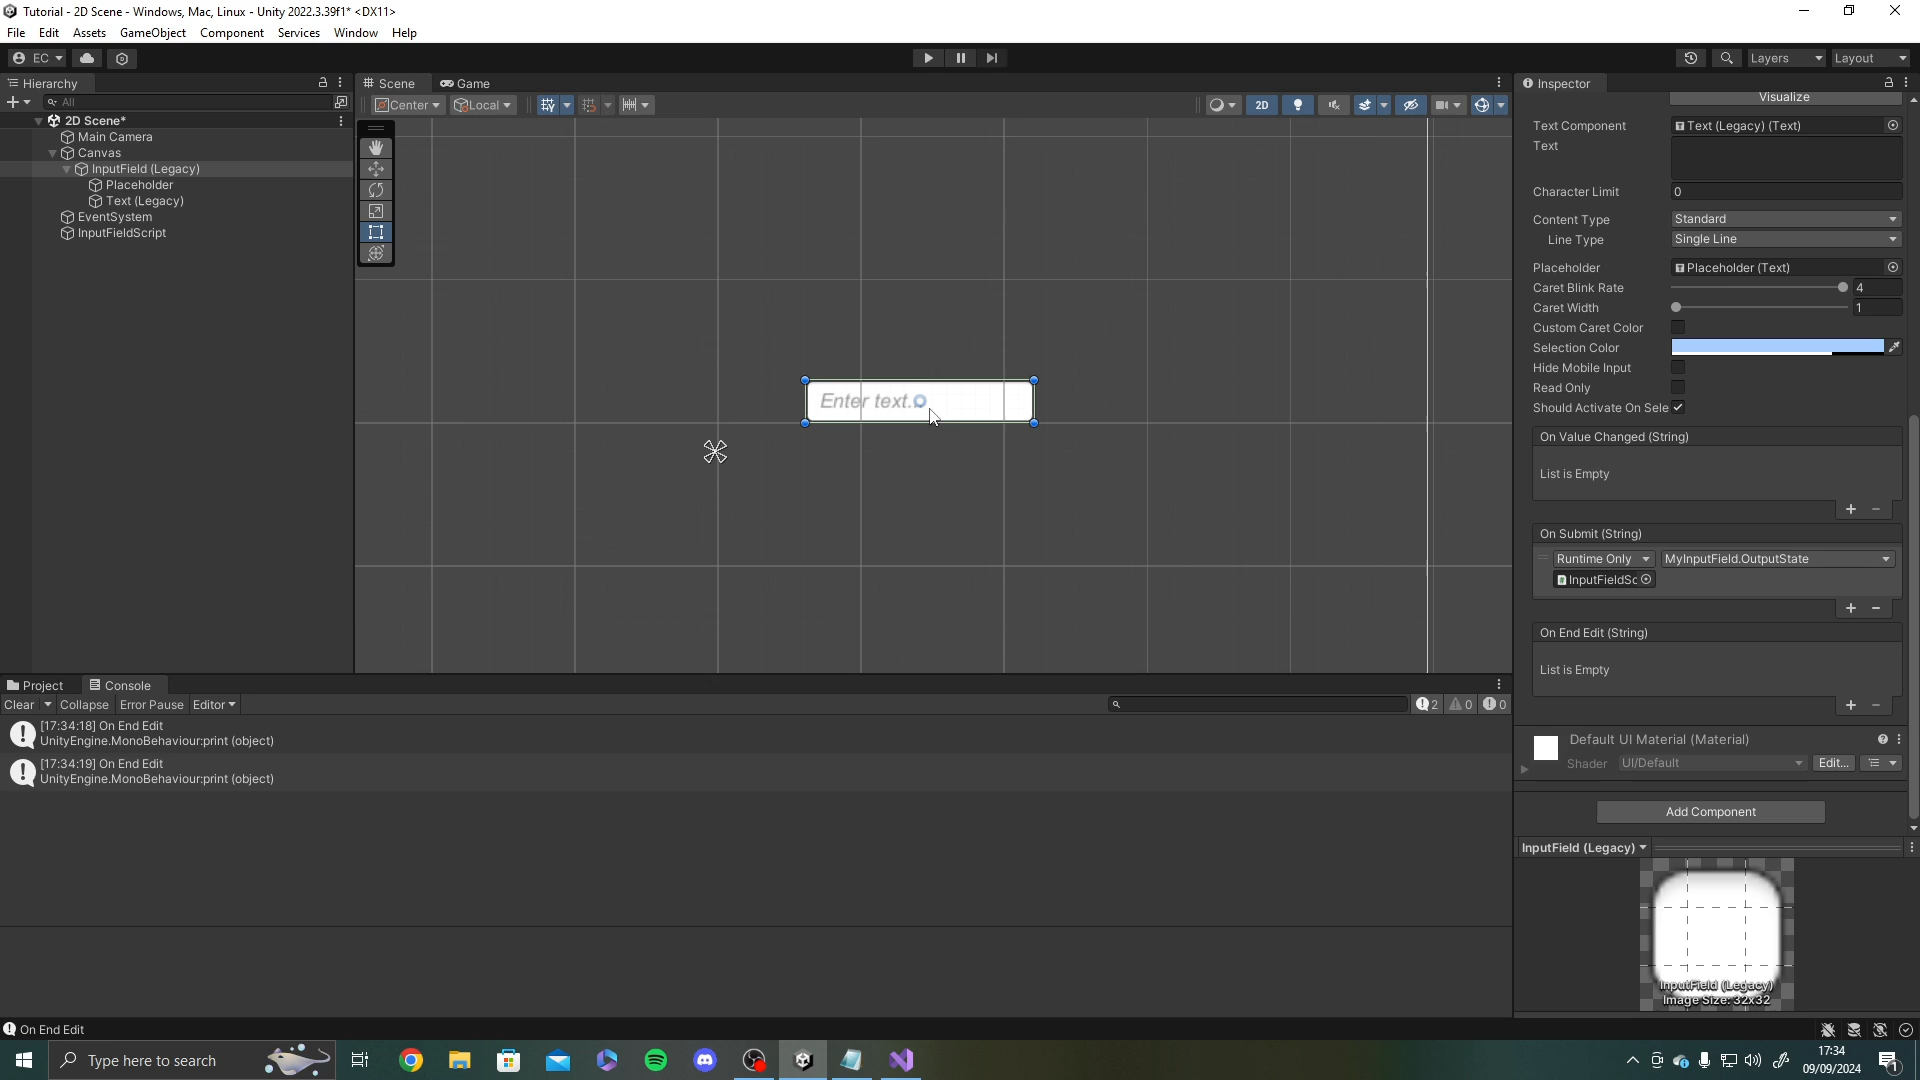 Tutorial - 2D Scene - Windows, Mac, Linux - Unity 2022.3.39f1* <DX11>
File Edit Assets GameObject Component Services Window Help
EC Layers Layout
Hierarchy Scene Game Inspector
All Center Local 2D
2D Scene*
Main Camera
Canvas
InputField (Legacy)
Placeholder
Text (Legacy)
EventSystem
InputFieldScript
Enter text...
Visualize
Text Component Text (Legacy) (Text)
Text
Character Limit 0
Content Type Standard
Line Type Single Line
Placeholder Placeholder (Text)
Caret Blink Rate 4
Caret Width 1
Custom Caret Color
Selection Color
Hide Mobile Input
Read Only
Should Activate On Sele
On Value Changed (String)
List is Empty
+ −
On Submit (String)
Runtime Only MyInputField.OutputState
InputFieldSc
+ −
On End Edit (String)
List is Empty
+ −
Default UI Material (Material)
Shader UI/Default Edit...
Add Component
InputField (Legacy)
InputField (Legacy)
Image Size: 32x32
Project Console
Clear Collapse Error Pause Editor 2 0 0
[17:34:18] On End Edit
UnityEngine.MonoBehaviour:print (object)
[17:34:19] On End Edit
UnityEngine.MonoBehaviour:print (object)
On End Edit
Type here to search
17:34
09/09/2024
1